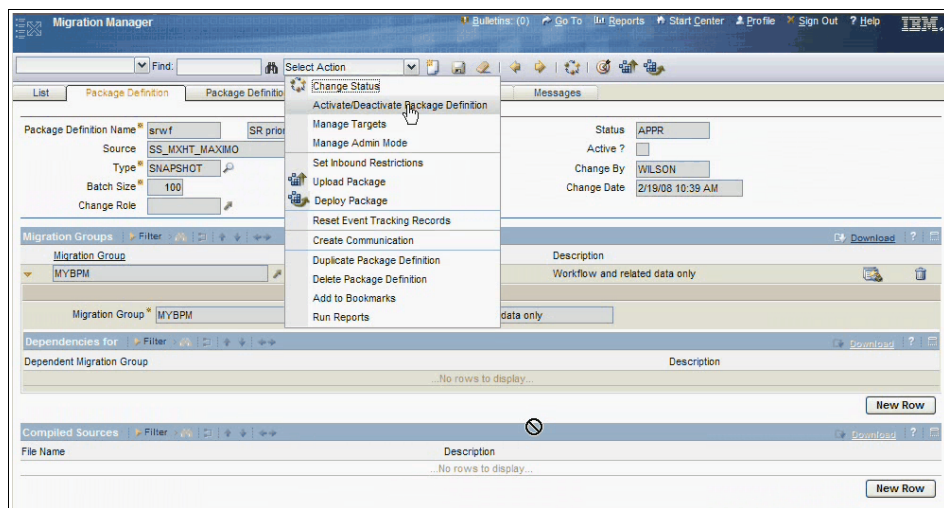 Migration Manager
Bulletins: (0) Go To Reports Start Center Profile Sign Out ? Help IBM.
Find: Select Action
List Package Definition Package Definitio Messages
Change Status
Activate/Deactivate Package Definition
Manage Targets
Manage Admin Mode
Set Inbound Restrictions
Upload Package
Deploy Package
Reset Event Tracking Records
Create Communication
Duplicate Package Definition
Delete Package Definition
Add to Bookmarks
Run Reports
Package Definition Name* srwf SR prior Status APPR
Source SS_MXHT_MAXIMO Active ?
Type* SNAPSHOT Change By WILSON
Batch Size* 100 Change Date 2/19/08 10:39 AM
Change Role
Migration Groups Filter Download ?
Migration Group Description
MYBPM Workflow and related data only
Migration Group* MYBPM data only
Dependencies for Filter Download ?
Dependent Migration Group Description
...No rows to display...
New Row
Compiled Sources Filter Download ?
File Name Description
...No rows to display...
New Row